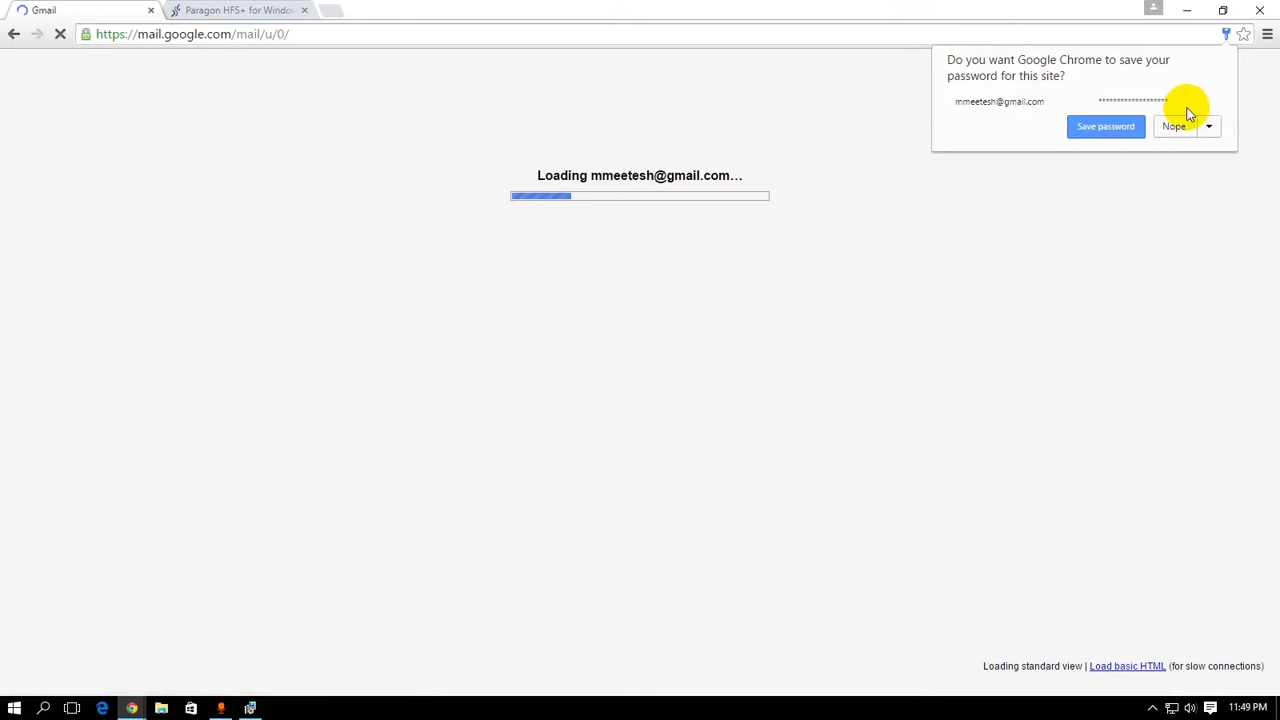 Gmail
Paragon HFS+ for Windo
https://mail.google.com/mail/u/0/
Do you want Google Chrome to save your
password for this site?
mmeetesh@gmail.com ******************
Save password Nope
Loading mmeetesh@gmail.com…
Loading standard view | Load basic HTML (for slow connections)
11:49 PM